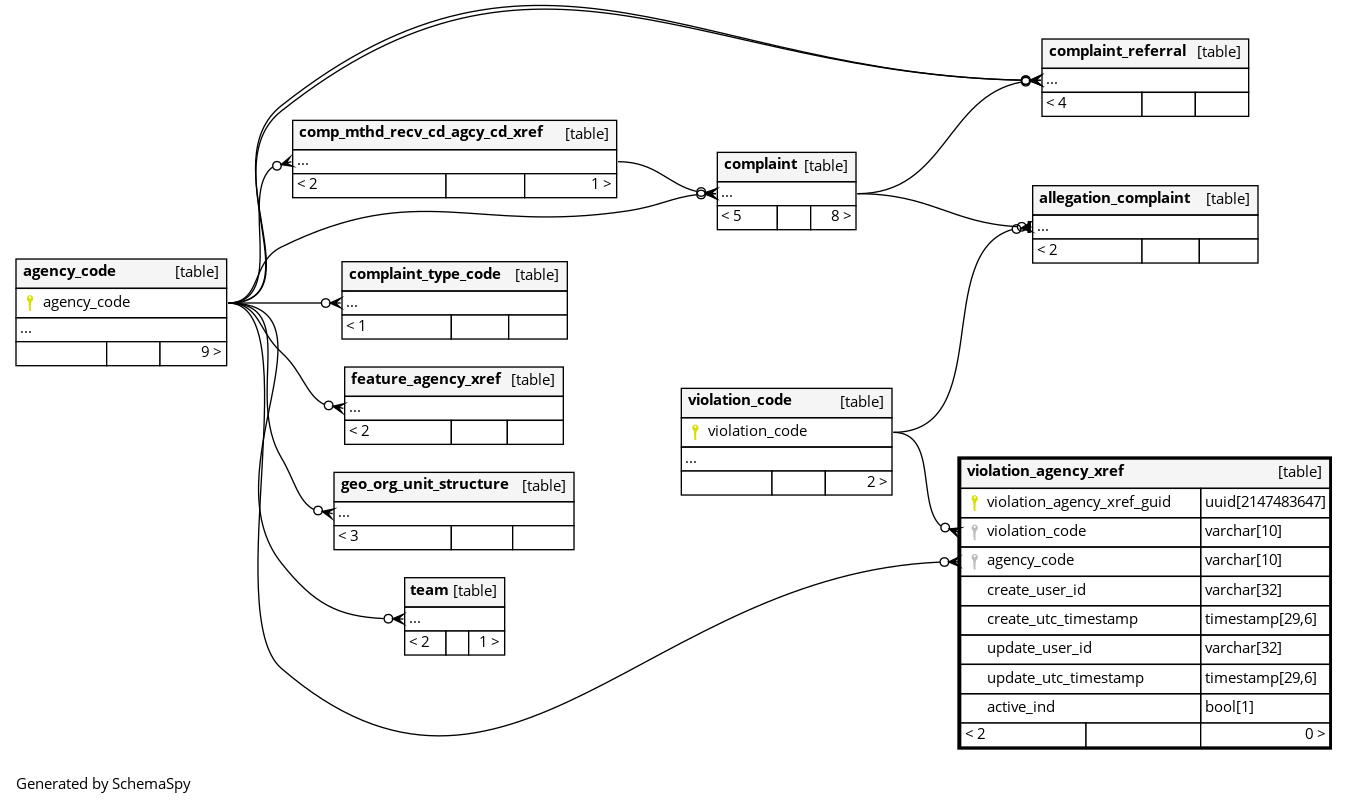 complaint_referral [table]
...
< 4
comp_mthd_recv_cd_agcy_cd_xref [table]
...
< 2 1 >
complaint [table]
...
< 5 8 >
allegation_complaint [table]
...
< 2
agency_code [table]
agency_code
...
9 >
complaint_type_code [table]
...
< 1
feature_agency_xref [table]
...
< 2
violation_code [table]
violation_code
...
2 >
geo_org_unit_structure [table]
...
< 3
violation_agency_xref [table]
violation_agency_xref_guid uuid[2147483647]
violation_code varchar[10]
agency_code varchar[10]
create_user_id varchar[32]
create_utc_timestamp timestamp[29,6]
update_user_id varchar[32]
update_utc_timestamp timestamp[29,6]
active_ind bool[1]
< 2 0 >
team [table]
...
< 2 1 >
Generated by SchemaSpy